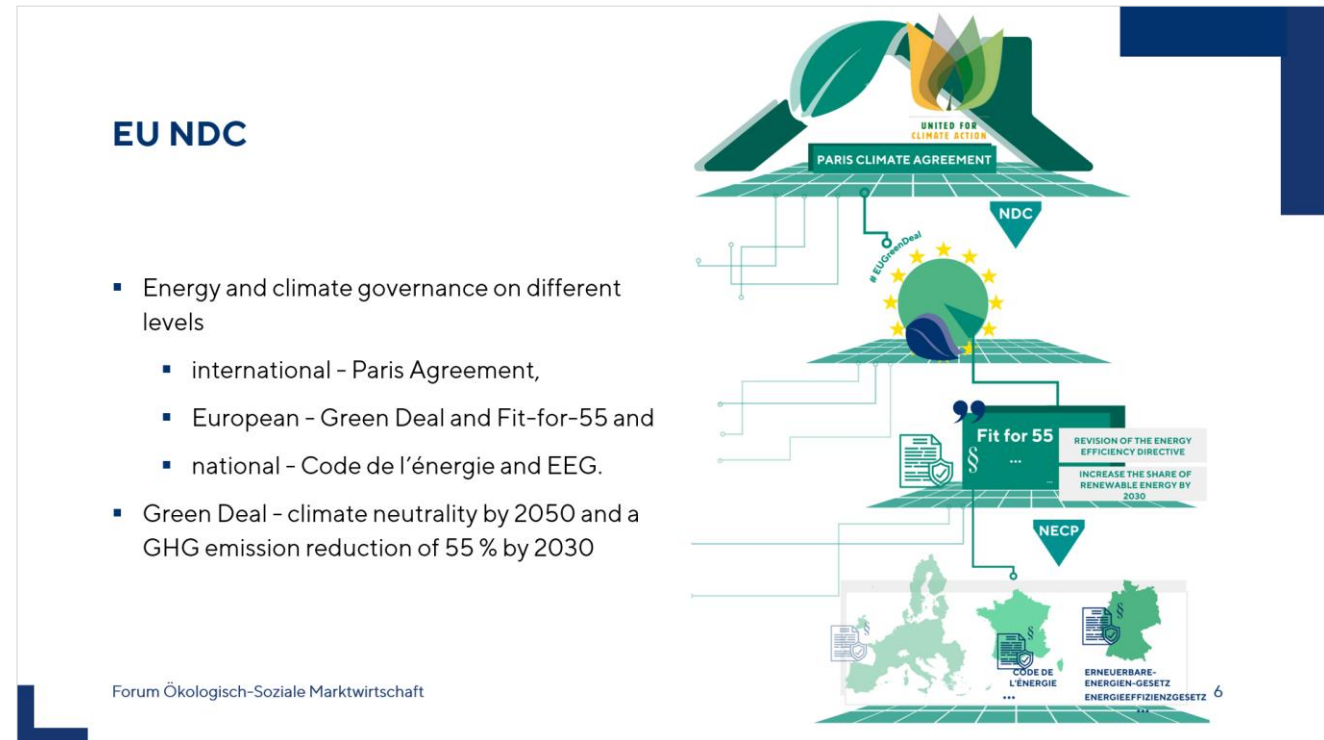 EU NDC
▪ Energy and climate governance on different
levels
▪ international – Paris Agreement,
▪ European – Green Deal and Fit-for-55 and
▪ national – Code de l’énergie and EEG.
▪ Green Deal – climate neutrality by 2050 and a
GHG emission reduction of 55 % by 2030
UNITED FOR
CLIMATE ACTION
PARIS CLIMATE AGREEMENT
NDC
#EUGreenDeal
Fit for 55
§
...
REVISION OF THE ENERGY
EFFICIENCY DIRECTIVE
INCREASE THE SHARE OF
RENEWABLE ENERGY BY
2030
NECP
§
§
§
CODE DE
L'ÉNERGIE
...
ERNEUERBARE-
ENERGIEN-GESETZ
ENERGIEEFFIZIENZGESETZ
...
Forum Ökologisch-Soziale Marktwirtschaft
6